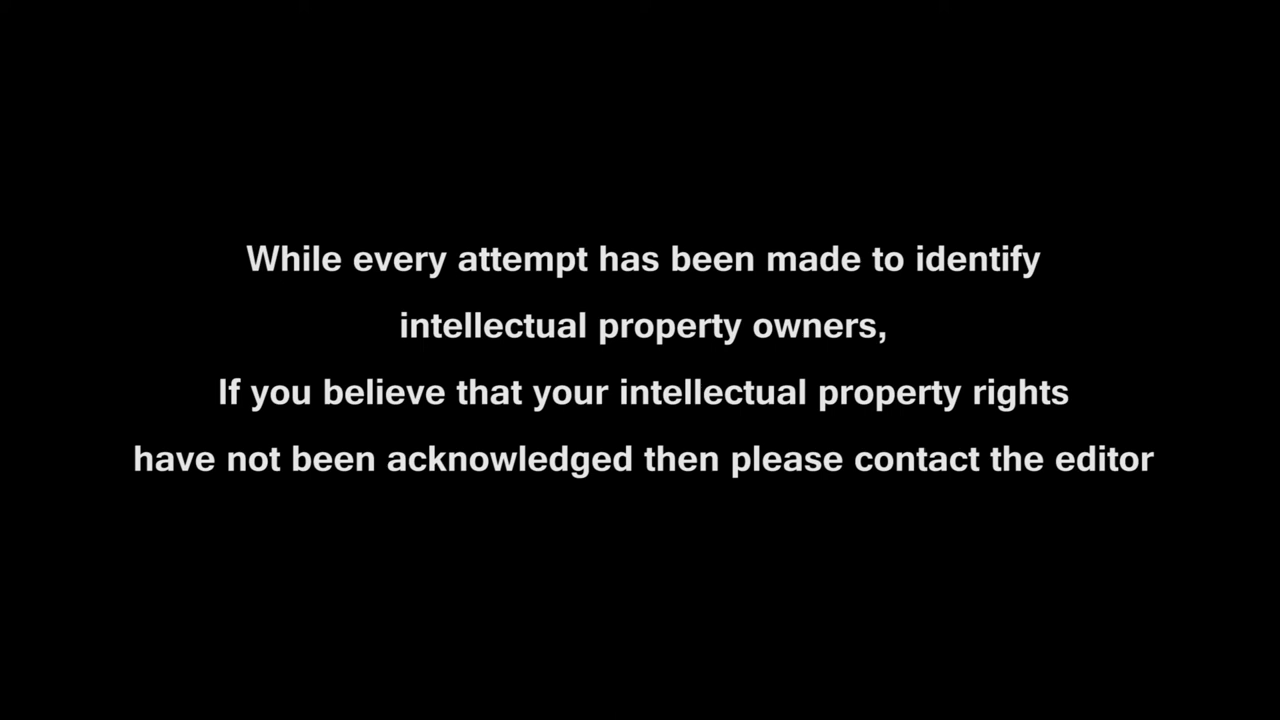 While every attempt has been made to identify
intellectual property owners,
If you believe that your intellectual property rights
have not been acknowledged then please contact the editor